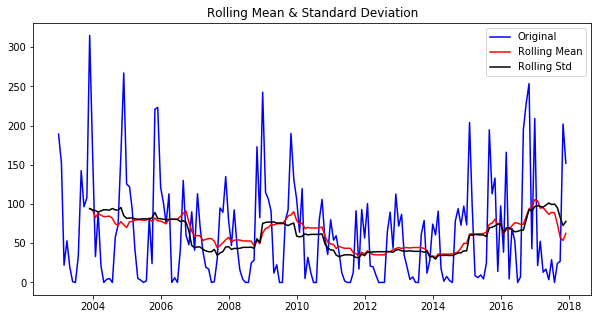 Rolling Mean & Standard Deviation
Original
Rolling Mean
Rolling Std
300
250
200
150
100
50
0
2004 2006 2008 2010 2012 2014 2016 2018